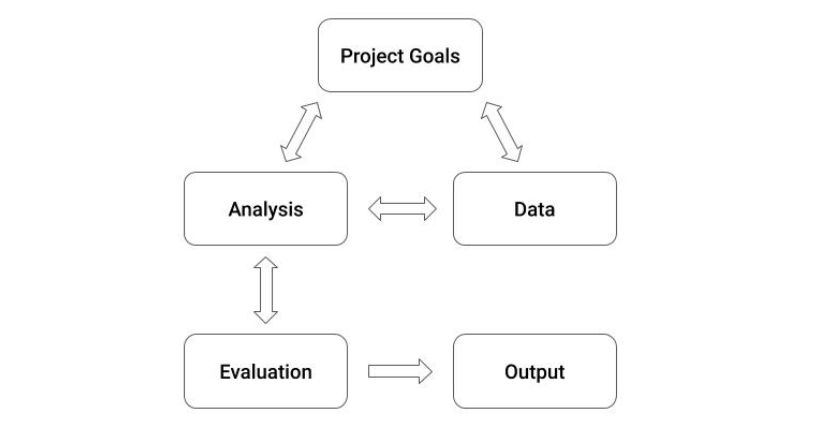 Project Goals
Analysis
Data
Evaluation
Output